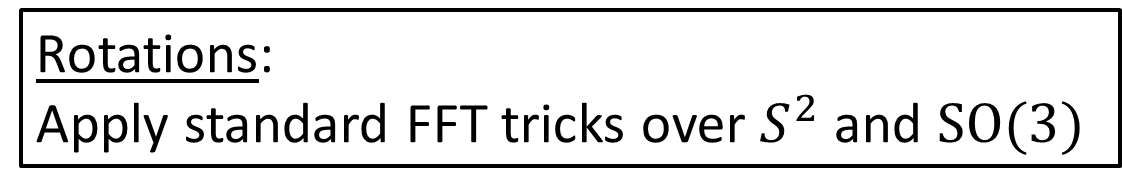 Rotations:
Apply standard FFT tricks over S² and SO(3)